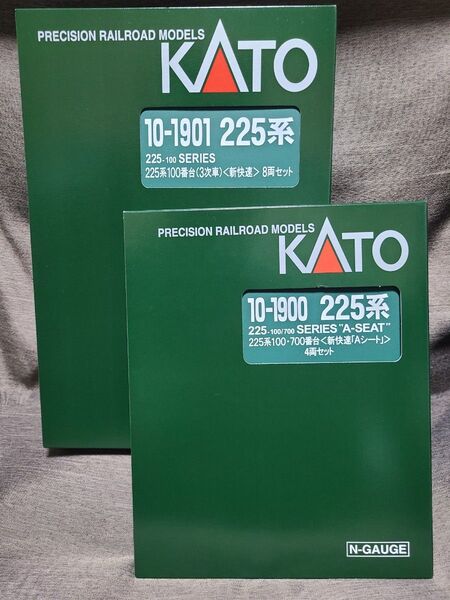 PRECISION RAILROAD MODELS
KATO
10-1901 225系
225-100 SERIES
225系100番台(3次車)<新快速> 8両セット
PRECISION RAILROAD MODELS
KATO
10-1900 225系
225-100/700 SERIES "A-SEAT"
225系100・700番台<新快速「Aシート」>
4両セット
N-GAUGE